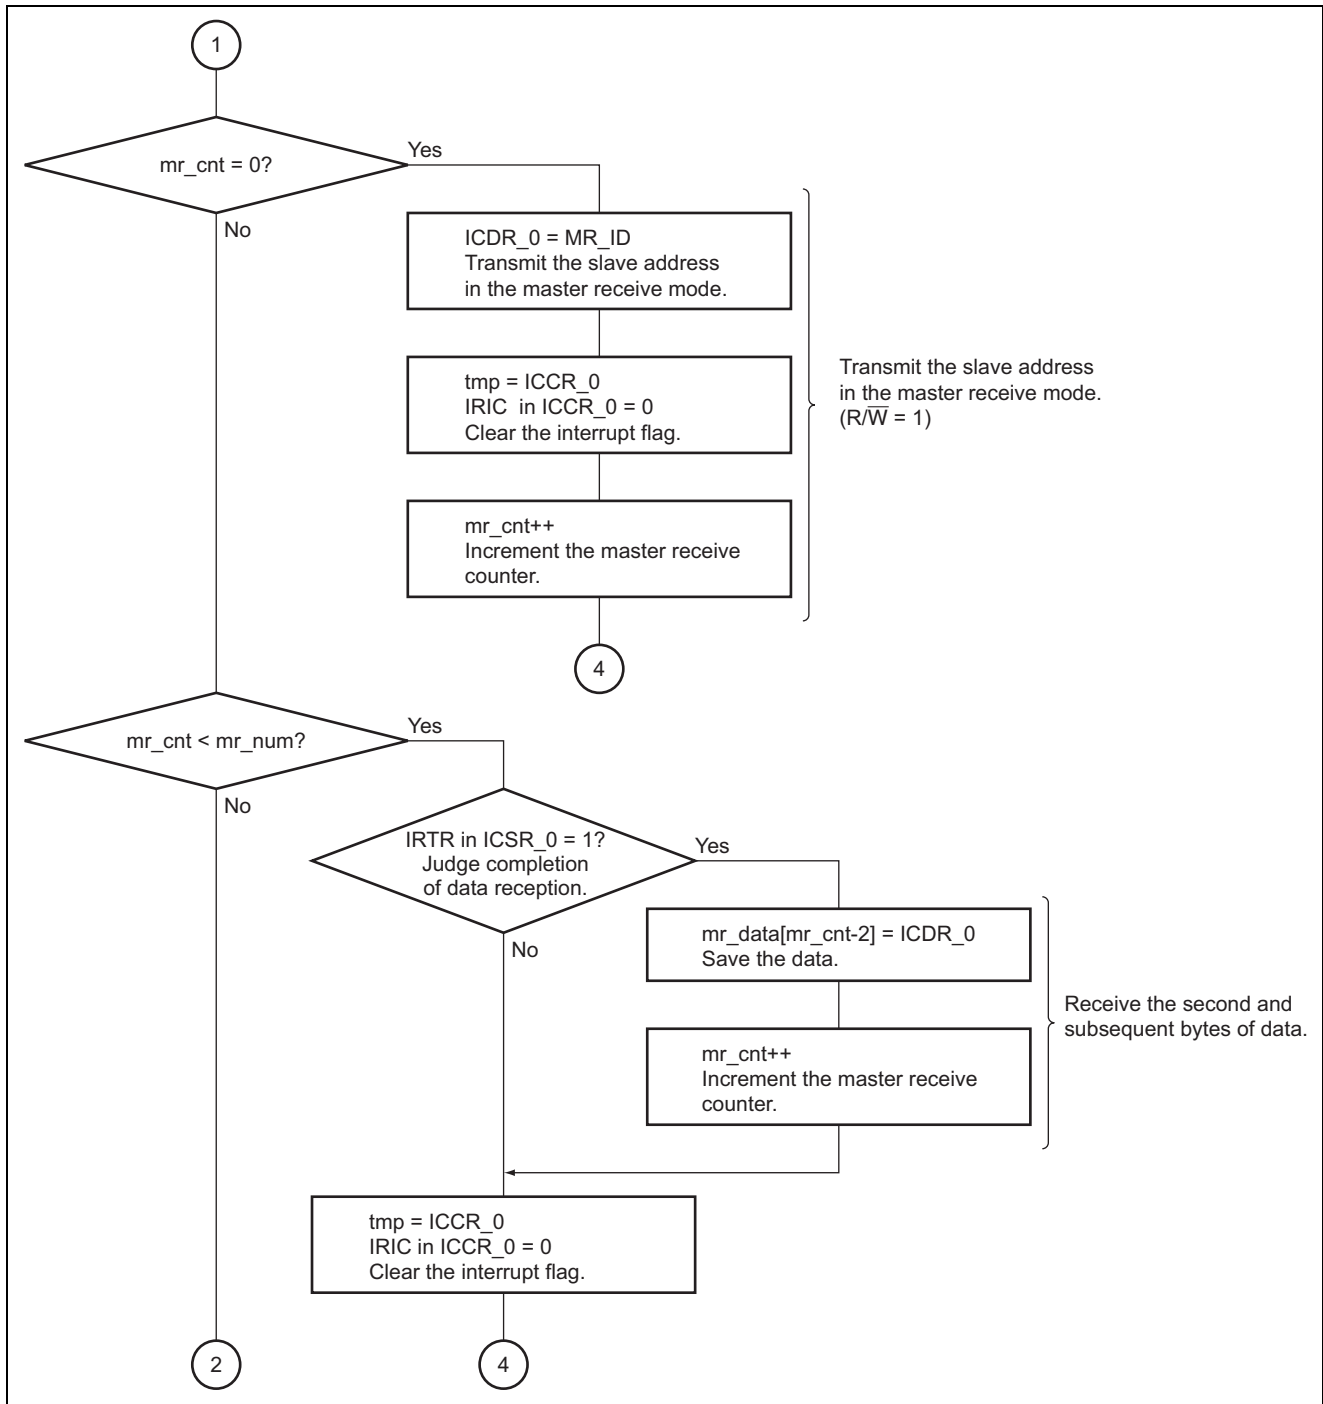 1
mr_cnt = 0?
Yes
No
ICDR_0 = MR_ID
Transmit the slave address
in the master receive mode.
tmp = ICCR_0
IRIC  in ICCR_0 = 0
Clear the interrupt flag.
mr_cnt++
Increment the master receive
counter.
Transmit the slave address
in the master receive mode.
(R/W̅ = 1)
4
mr_cnt < mr_num?
Yes
No
IRTR in ICSR_0 = 1?
Judge completion
of data reception.
Yes
No
mr_data[mr_cnt-2] = ICDR_0
Save the data.
mr_cnt++
Increment the master receive
counter.
Receive the second and
subsequent bytes of data.
tmp = ICCR_0
IRIC in ICCR_0 = 0
Clear the interrupt flag.
2
4